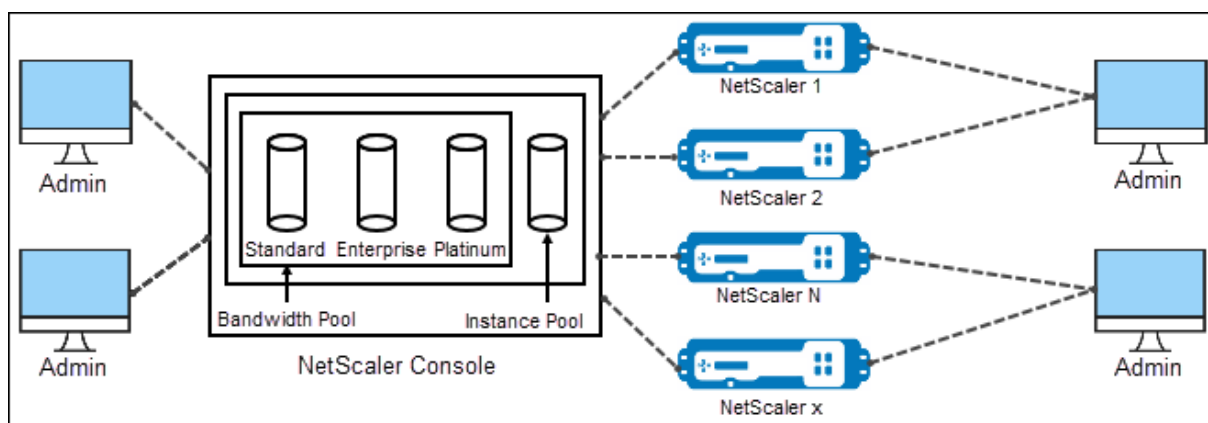 Admin
Admin
Standard Enterprise Platinum
Bandwidth Pool Instance Pool
NetScaler Console
NetScaler 1
NetScaler 2
NetScaler N
NetScaler x
Admin
Admin